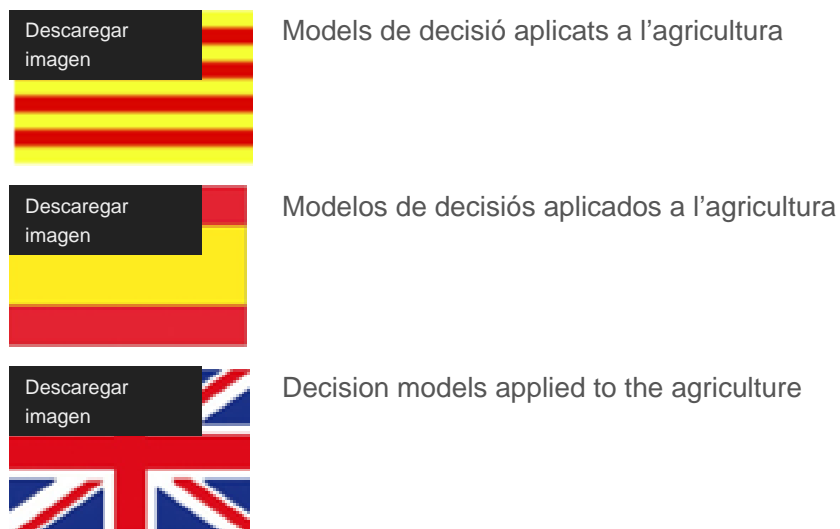 Descaregar
imagen
Models de decisió aplicats a l’agricultura
Descaregar
imagen
Modelos de decisiós aplicados a l’agricultura
Descaregar
imagen
Decision models applied to the agriculture